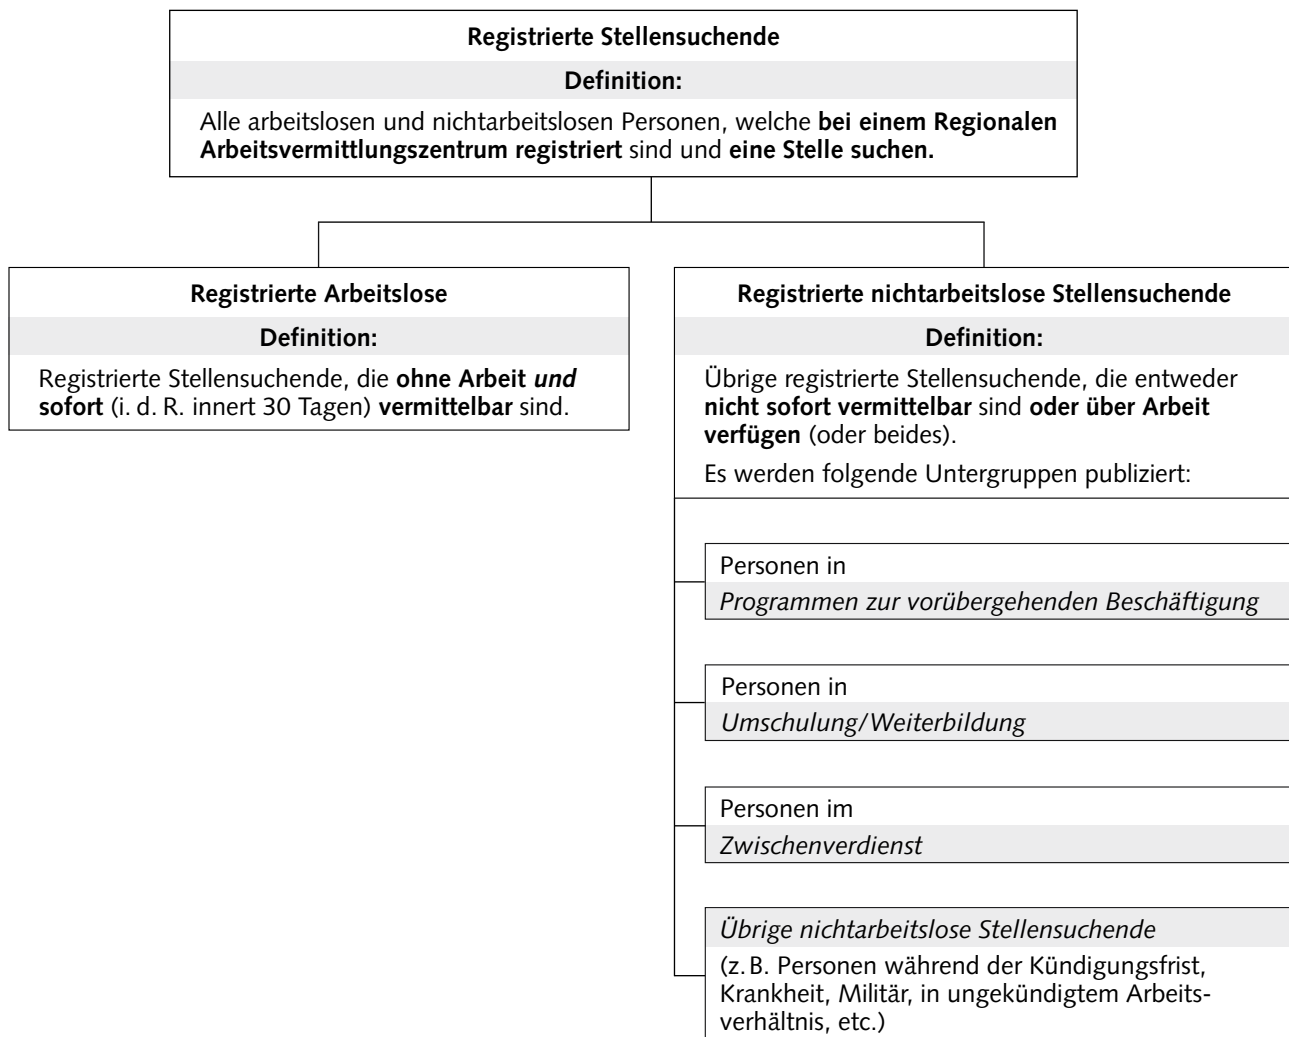 Registrierte Stellensuchende
Definition:
Alle arbeitslosen und nichtarbeitslosen Personen, welche bei einem Regionalen
Arbeitsvermittlungszentrum registriert sind und eine Stelle suchen.
Registrierte Arbeitslose
Definition:
Registrierte Stellensuchende, die ohne Arbeit und
sofort (i. d. R. innert 30 Tagen) vermittelbar sind.
Registrierte nichtarbeitslose Stellensuchende
Definition:
Übrige registrierte Stellensuchende, die entweder
nicht sofort vermittelbar sind oder über Arbeit
verfügen (oder beides).
Es werden folgende Untergruppen publiziert:
Personen in
Programmen zur vorübergehenden Beschäftigung
Personen in
Umschulung/Weiterbildung
Personen im
Zwischenverdienst
Übrige nichtarbeitslose Stellensuchende
(z. B. Personen während der Kündigungsfrist,
Krankheit, Militär, in ungekündigtem Arbeits-
verhältnis, etc.)